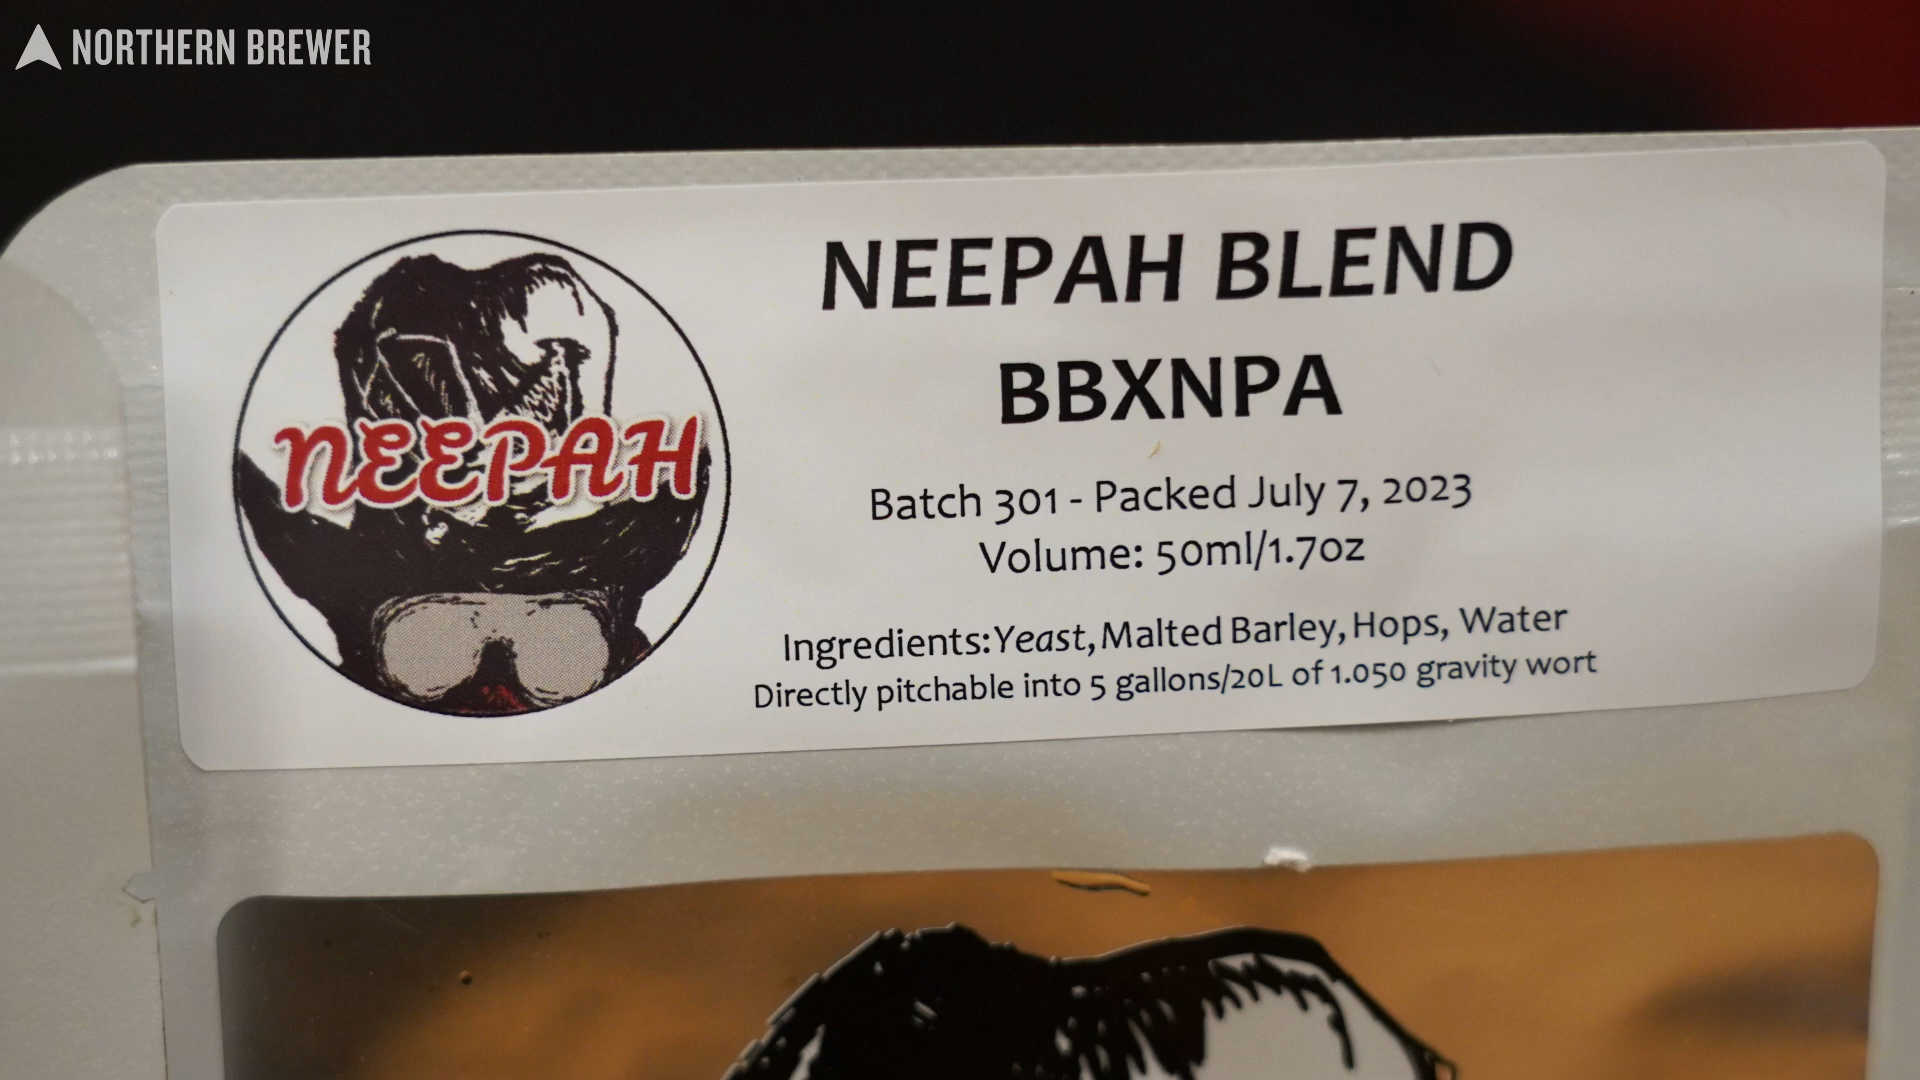 NORTHERN BREWER
NEEPAH BLEND
BBXNPA
NEEPAH
Batch 301 - Packed July 7, 2023
Volume: 50ml/1.7oz
Ingredients: Yeast, Malted Barley, Hops, Water
Directly pitchable into 5 gallons/20L of 1.050 gravity wort